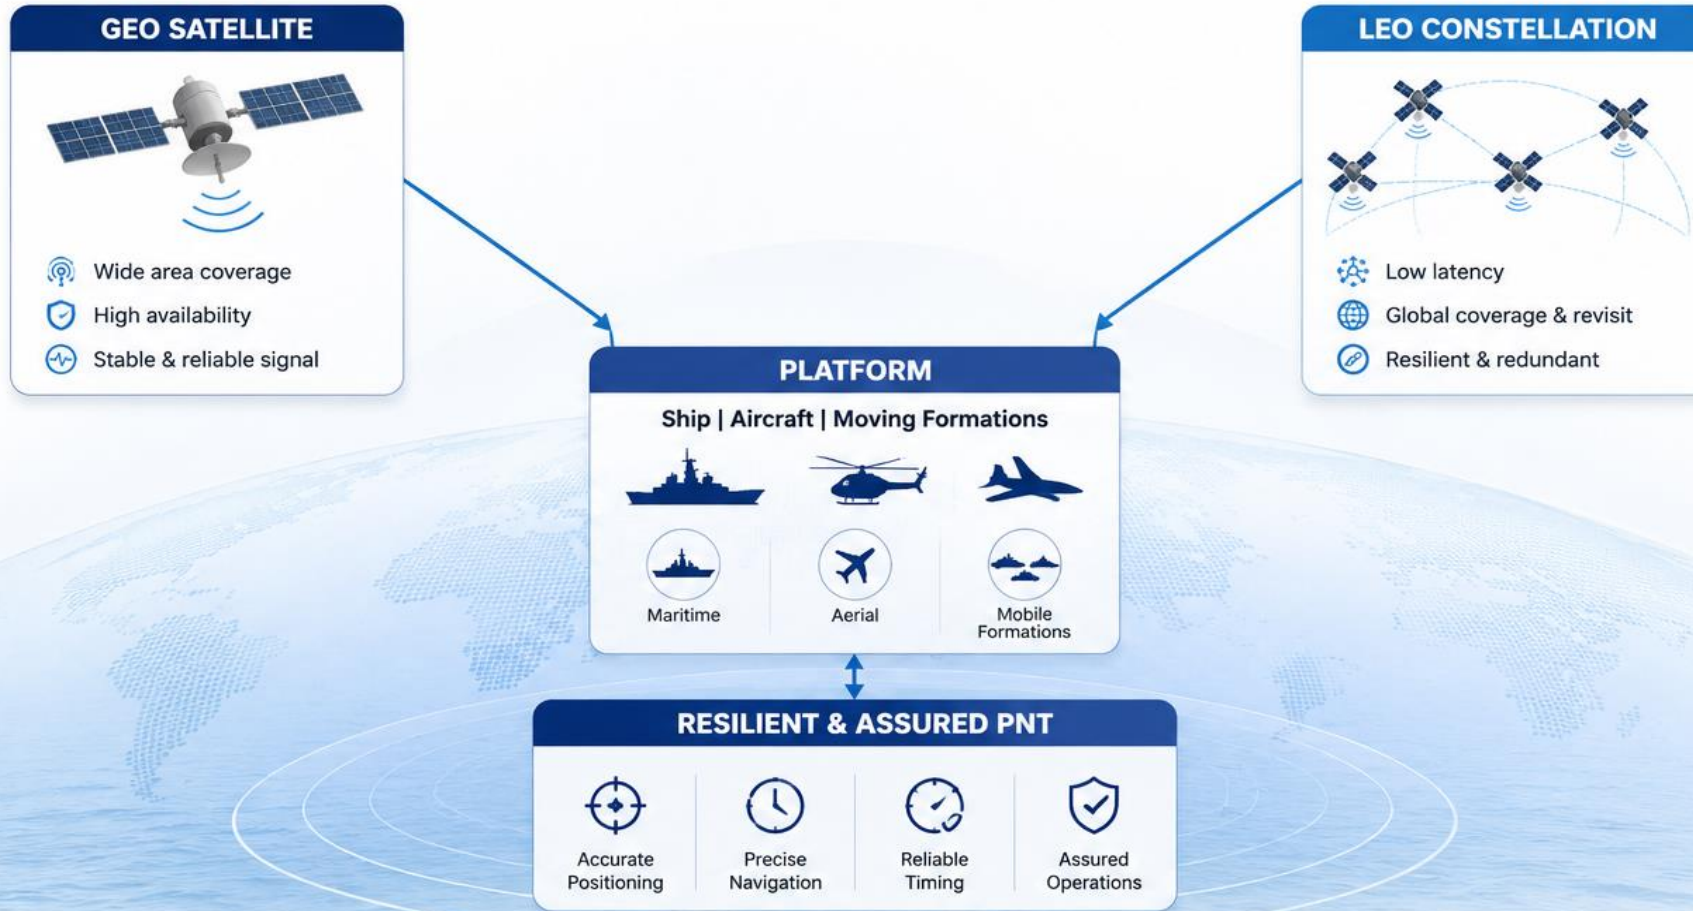 GEO SATELLITE
Wide area coverage
High availability
Stable & reliable signal
LEO CONSTELLATION
Low latency
Global coverage & revisit
Resilient & redundant
PLATFORM
Ship | Aircraft | Moving Formations
Maritime
Aerial
Mobile
Formations
RESILIENT & ASSURED PNT
Accurate
Positioning
Precise
Navigation
Reliable
Timing
Assured
Operations